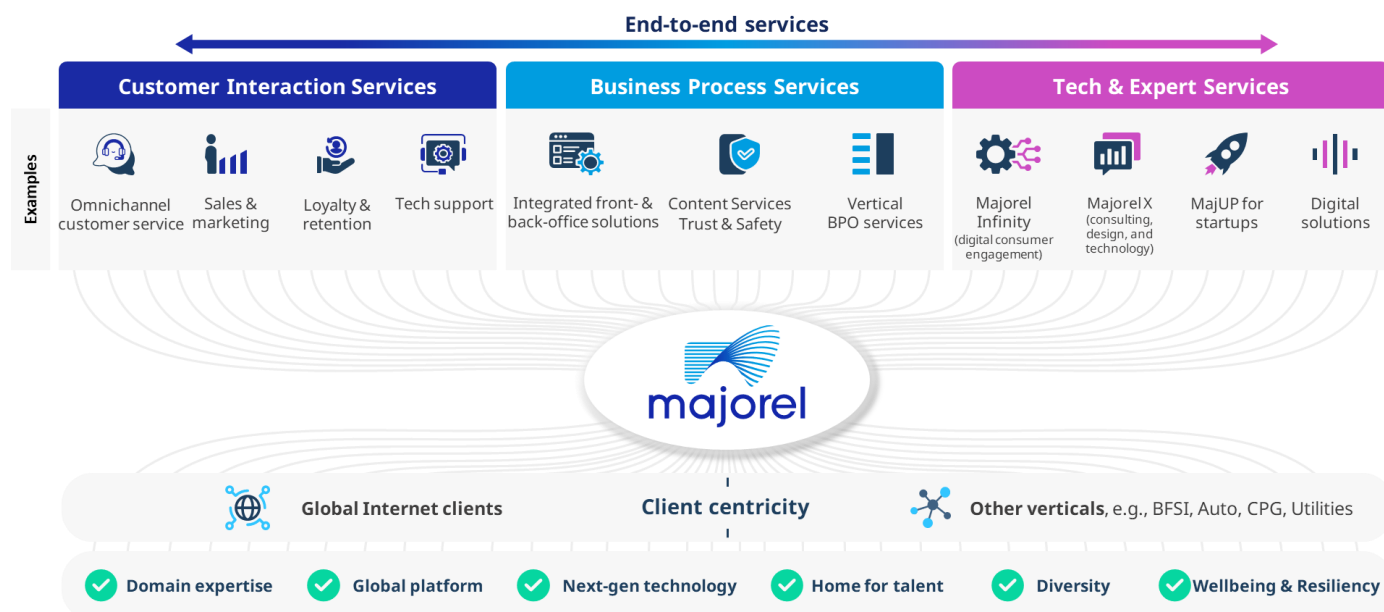 End-to-end services
Customer Interaction Services
Business Process Services
Tech & Expert Services
Examples
Omnichannel
customer service
Sales &
marketing
Loyalty &
retention
Tech support
Integrated front- &
back-office solutions
Content Services
Trust & Safety
Vertical
BPO services
Majorel
Infinity
(digital consumer
engagement)
Majorel X
(consulting,
design, and
technology)
MajUP for
startups
Digital
solutions
majorel
Global Internet clients
Client centricity
Other verticals, e.g., BFSI, Auto, CPG, Utilities
Domain expertise
Global platform
Next-gen technology
Home for talent
Diversity
Wellbeing & Resiliency